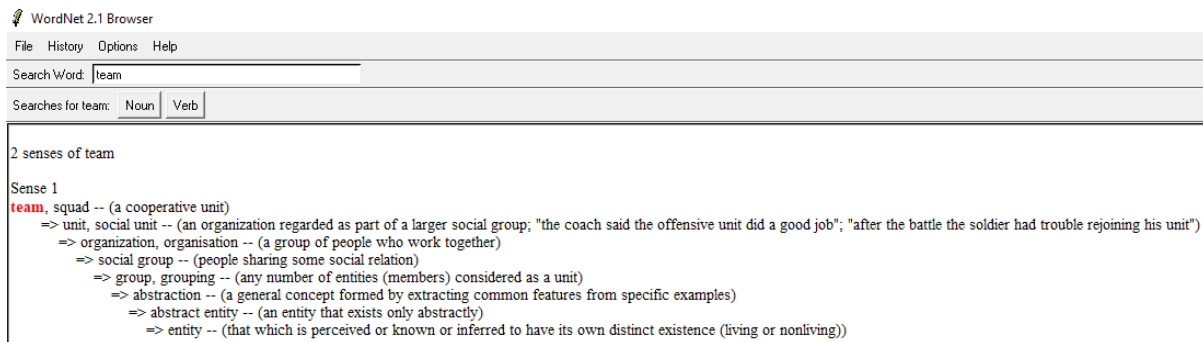 WordNet 2.1 Browser
File History Options Help
Search Word: team
Searches for team: Noun Verb
2 senses of team
Sense 1
team, squad -- (a cooperative unit)
=> unit, social unit -- (an organization regarded as part of a larger social group; "the coach said the offensive unit did a good job"; "after the battle the soldier had trouble rejoining his unit")
=> organization, organisation -- (a group of people who work together)
=> social group -- (people sharing some social relation)
=> group, grouping -- (any number of entities (members) considered as a unit)
=> abstraction -- (a general concept formed by extracting common features from specific examples)
=> abstract entity -- (an entity that exists only abstractly)
=> entity -- (that which is perceived or known or inferred to have its own distinct existence (living or nonliving))